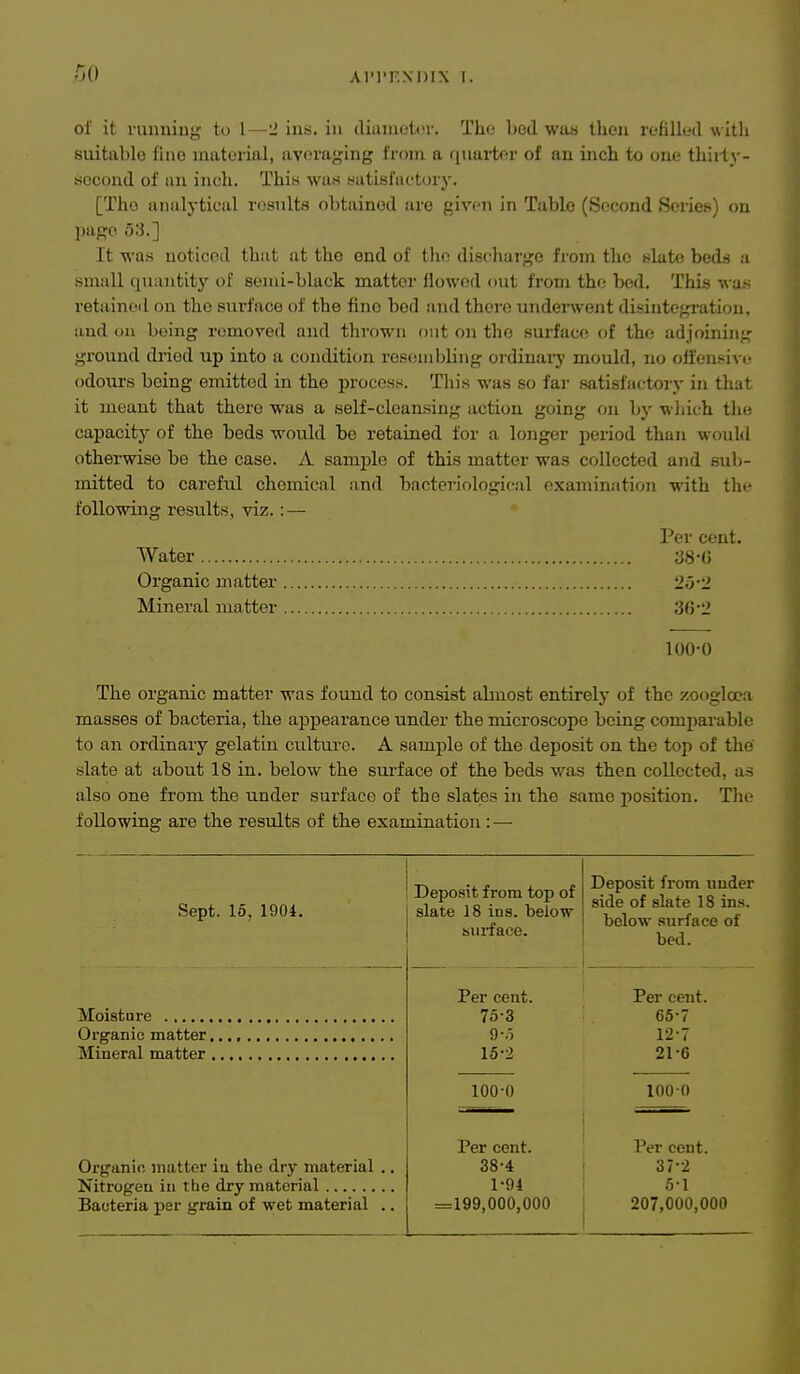 50
APPENDIX I.
of it running to 1—2 ins. in diameter. The bed was then refilled with
suitable fine material, averaging from a quarter of an inch to one thirty-
second of an inch. This was satisfactory.
[The analytical results obtained are given in Table (Second Series) on
page 53.]
It was noticed that at the end of the discharge from the slate beds a
small quantity of semi-black matter flowed out from the bed. This was
retained on the surface of the fine bed and there underwent disintegration,
and on being removed and thrown out on the surface of the adjoining
ground dried up into a condition resembling ordinary mould, no offensive
odours being emitted in the process. This was so far satisfactory in that
it meant that there was a self-cleansing action going on by which the
capacity of the beds would be retained for a longer period than would
otherwise be the case. A sample of this matter was collected and sub-
mitted to careful chemical and bacteriological examination with the
following results, viz. :—
Per cent.
Water ........ 38·6
Organic matter ........ 25·2
Mineral matter ........ 36·2
100·0
The organic matter was found to consist almost entirely of the zooglœa
masses of bacteria, the appearance under the microscope being comparable
to an ordinary gelatin culture. A sample of the deposit on the top of the
slate at about 18 in. below the surface of the beds was then collected, as
also one from the under surface of the slates in the same position. The
following are the results of the examination :—
Sept. 15, 1904. Deposit from top of slate 18 ins. below surface. Deposit from under side of slate 18 ins. below surface of bed.
Per cent. Per cent.
Moisture ........ 75·3 65·7
Organic matter........ 9·5 12·7
Mineral matter ........ 15·2 21·6
100·0 100·0
Per cent. Per cent.
Organic matter in the dry material .. 38·4 37·2
Nitrogen in the dry material ........ 1·94 5·1
Bacteria per grain of wet material .. =199,000,000 207,000,000